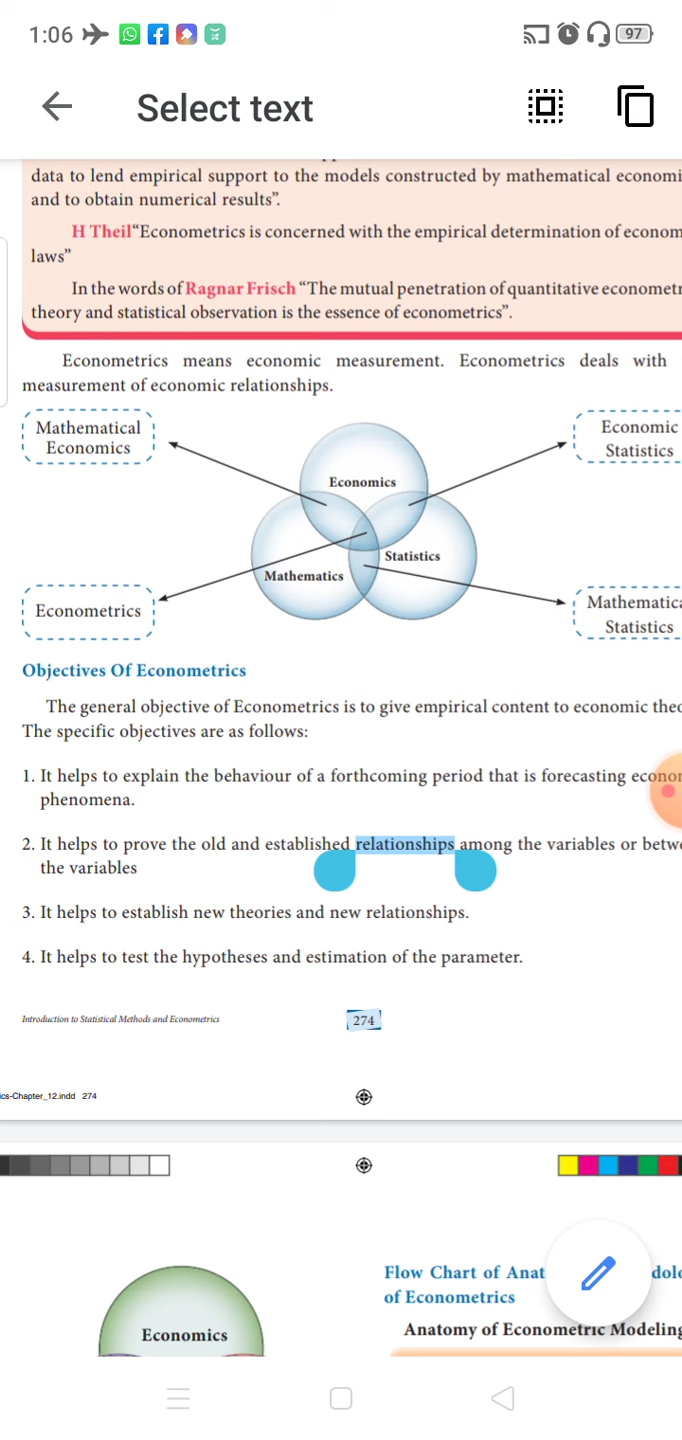 1:06
97
Select text
data to lend empirical support to the models constructed by mathematical economi
and to obtain numerical results”.
H Theil“Econometrics is concerned with the empirical determination of econom
laws”
In the words of Ragnar Frisch “The mutual penetration of quantitative econometr
theory and statistical observation is the essence of econometrics”.
Econometrics means economic measurement. Econometrics deals with
measurement of economic relationships.
Mathematical
Economics
Economic
Statistics
Economics
Statistics
Mathematics
Econometrics
Mathematica
Statistics
Objectives Of Econometrics
The general objective of Econometrics is to give empirical content to economic theo
The specific objectives are as follows:
1. It helps to explain the behaviour of a forthcoming period that is forecasting econo
phenomena.
2. It helps to prove the old and established relationships among the variables or betwe
the variables
3. It helps to establish new theories and new relationships.
4. It helps to test the hypotheses and estimation of the parameter.
Introduction to Statistical Methods and Econometrics
274
cs-Chapter_12.indd 274
Economics
Flow Chart of Anat dolo
of Econometrics
Anatomy of Econometric Modeling